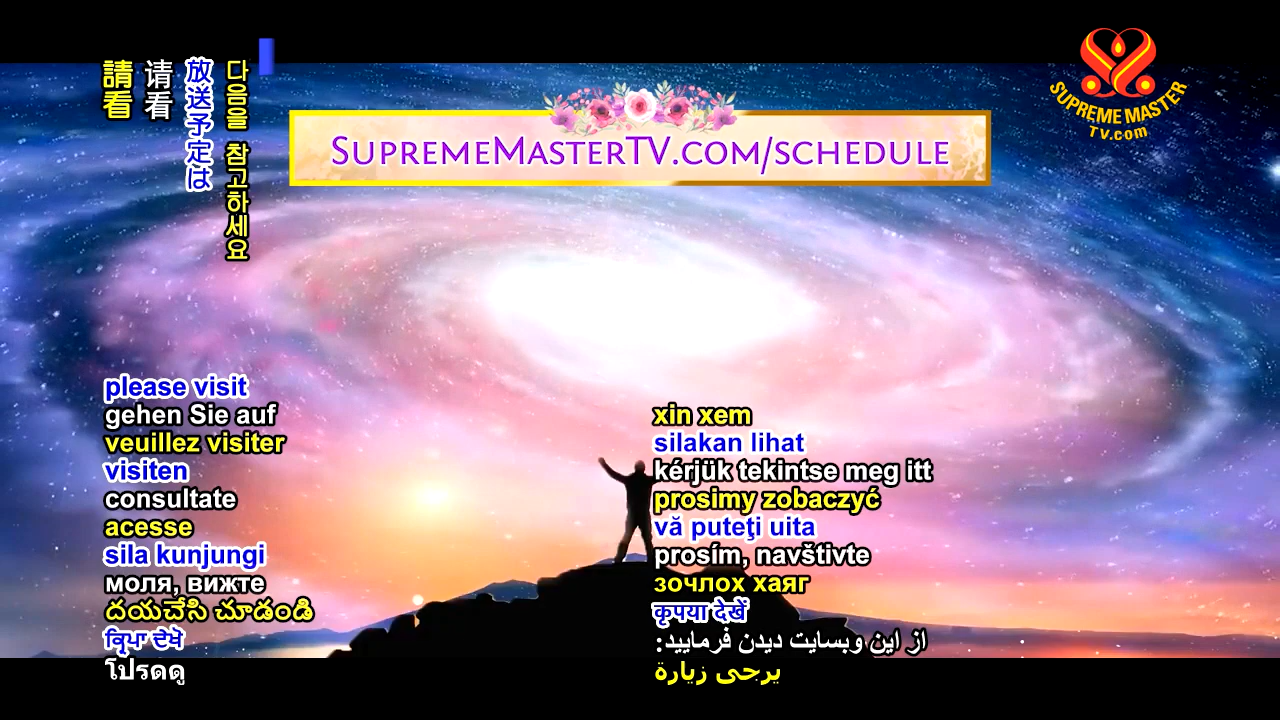 請看
请看
放送予定は
다음을 참고하세요
SUPREMEMASTERTV.COM/SCHEDULE
SUPREME MASTER
TV.com
please visit
gehen Sie auf
veuillez visiter
visiten
consultate
acesse
sila kunjungi
моля, вижте
దయచేసి చూడండి
ਕ੍ਰਿਪਾ ਦੇਖੋ
โปรดดู
xin xem
silakan lihat
kérjük tekintse meg itt
prosimy zobaczyć
vă puteţi uita
prosím, navštivte
зочлох хаяг
कृपया देखें
از این وبسایت دیدن فرمایید:
يرجى زيارة